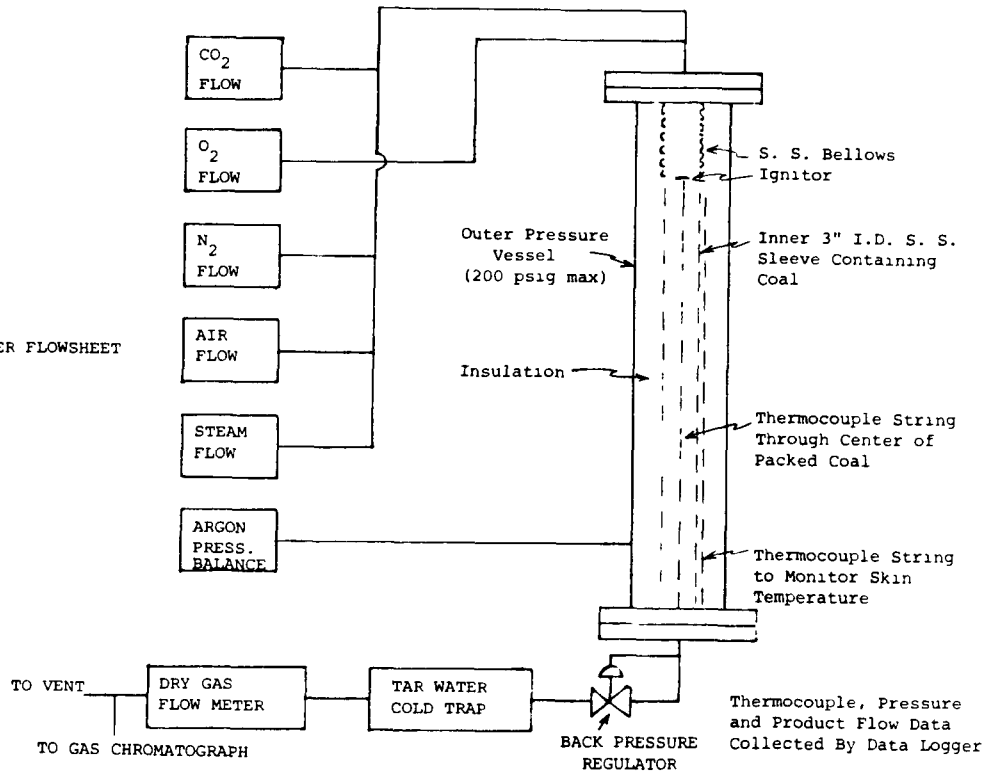 CO2
FLOW
O2
FLOW
N2
FLOW
AIR
FLOW
STEAM
FLOW
ARGON
PRESS.
BALANCE
ER FLOWSHEET
S. S. Bellows
Ignitor
Outer Pressure
Vessel
(200 psig max)
Inner 3" I.D. S. S.
Sleeve Containing
Coal
Insulation
Thermocouple String
Through Center of
Packed Coal
Thermocouple String
to Monitor Skin
Temperature
TO VENT
DRY GAS
FLOW METER
TAR WATER
COLD TRAP
TO GAS CHROMATOGRAPH
BACK PRESSURE
REGULATOR
Thermocouple, Pressure
and Product Flow Data
Collected By Data Logger